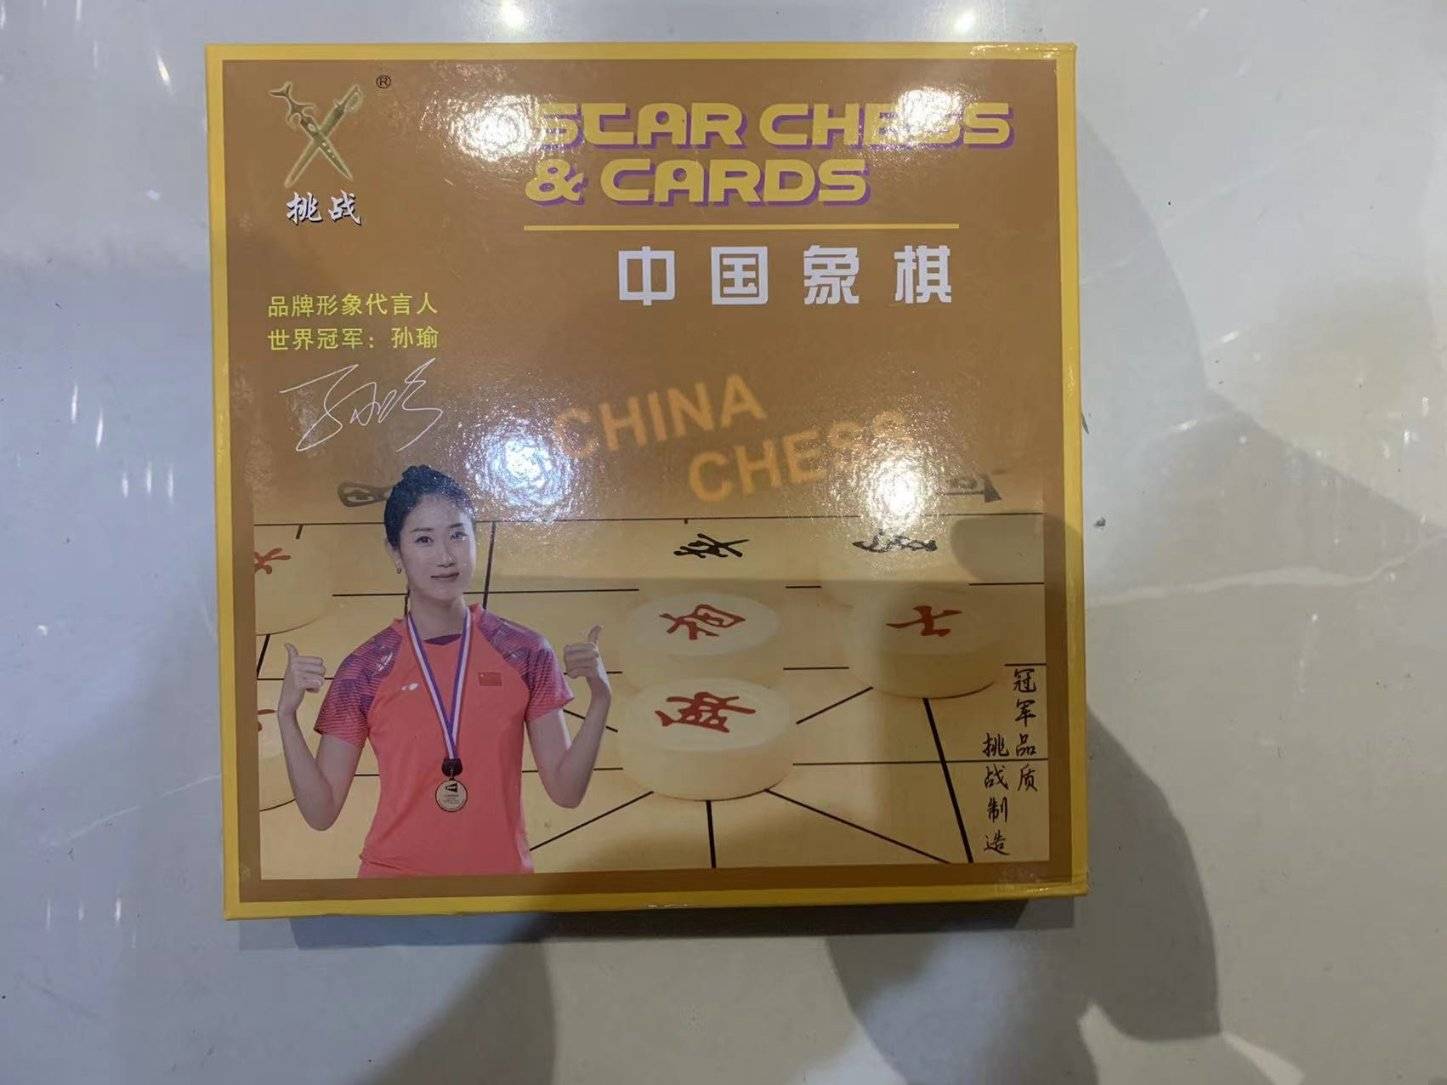 ®
挑战
STAR CHESS
& CARDS
中国象棋
品牌形象代言人
世界冠军：孙瑜
CHINA
CHESS
冠军品质
挑战制造